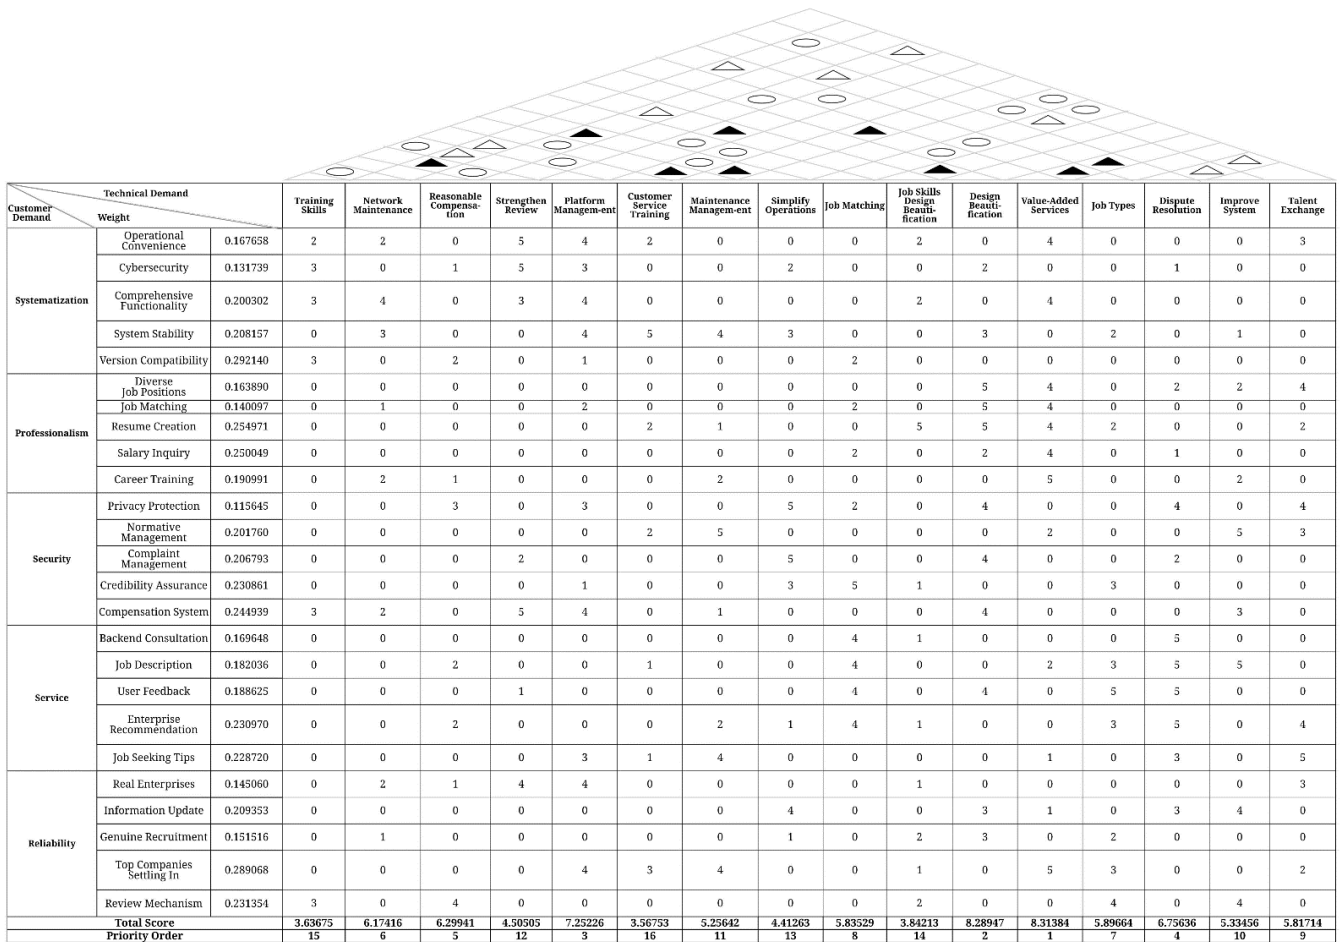 Technical Demand
Customer Demand
Weight
Training Skills
Network Maintenance
Reasonable Compensa-tion
Strengthen Review
Platform Managem-ent
Customer Service Training
Maintenance Managem-ent
Simplify Operations
Job Matching
Job Skills Design Beauti-fication
Design Beauti-fication
Value-Added Services
Job Types
Dispute Resolution
Improve System
Talent Exchange
Systematization
Operational Convenience 0.167658 2 2 0 5 4 2 0 0 0 2 0 4 0 0 0 3
Cybersecurity 0.131739 3 0 1 5 3 0 0 2 0 0 2 0 0 1 0 0
Comprehensive Functionality 0.200302 3 4 0 3 4 0 0 0 0 2 0 4 0 0 0 0
System Stability 0.208157 0 3 0 0 4 5 4 3 0 0 3 0 2 0 1 0
Version Compatibility 0.292140 3 0 2 0 1 0 0 0 2 0 0 0 0 0 0 0
Professionalism
Diverse Job Positions 0.163890 0 0 0 0 0 0 0 0 0 0 5 4 0 2 2 4
Job Matching 0.140097 0 1 0 0 2 0 0 0 2 0 5 4 0 0 0 0
Resume Creation 0.254971 0 0 0 0 0 2 1 0 0 5 5 4 2 0 0 2
Salary Inquiry 0.250049 0 0 0 0 0 0 0 0 2 0 2 4 0 1 0 0
Career Training 0.190991 0 2 1 0 0 0 2 0 0 0 0 5 0 0 2 0
Security
Privacy Protection 0.115645 0 0 3 0 3 0 0 5 2 0 4 0 0 4 0 4
Normative Management 0.201760 0 0 0 0 0 2 5 0 0 0 0 2 0 0 5 3
Complaint Management 0.206793 0 0 0 2 0 0 0 5 0 0 4 0 0 2 0 0
Credibility Assurance 0.230861 0 0 0 0 1 0 0 3 5 1 0 0 3 0 0 0
Compensation System 0.244939 3 2 0 5 4 0 1 0 0 0 4 0 0 0 3 0
Service
Backend Consultation 0.169648 0 0 0 0 0 0 0 0 4 1 0 0 0 5 0 0
Job Description 0.182036 0 0 2 0 0 1 0 0 4 0 0 2 3 5 5 0
User Feedback 0.188625 0 0 0 1 0 0 0 0 4 0 4 0 5 5 0 0
Enterprise Recommendation 0.230970 0 0 2 0 0 0 2 1 4 1 0 0 3 5 0 4
Job Seeking Tips 0.228720 0 0 0 0 3 1 4 0 0 0 0 1 0 3 0 5
Reliability
Real Enterprises 0.145060 0 2 1 4 4 0 0 0 0 1 0 0 0 0 0 3
Information Update 0.209353 0 0 0 0 0 0 0 4 0 0 3 1 0 3 4 0
Genuine Recruitment 0.151516 0 1 0 0 0 0 0 1 0 2 3 0 2 0 0 0
Top Companies Settling In 0.289068 0 0 0 0 4 3 4 0 0 1 0 5 3 0 0 2
Review Mechanism 0.231354 3 0 4 0 0 0 0 0 0 2 0 0 4 0 4 0
Total Score 3.63675 6.17416 6.29941 4.50505 7.25226 3.56753 5.25642 4.41263 5.83529 3.84213 8.28947 8.31384 5.89664 6.75636 5.33456 5.81714
Priority Order 15 6 5 12 3 16 11 13 8 14 2 1 7 4 10 9